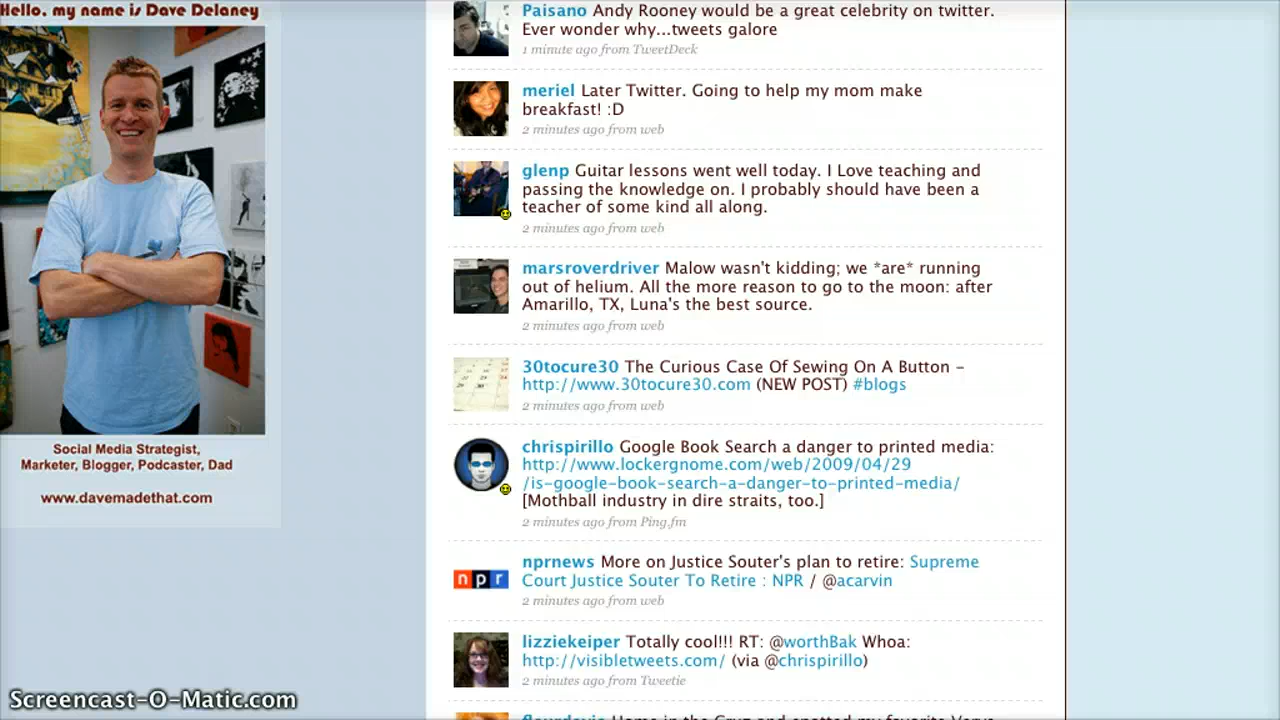 Hello, my name is Dave Delaney
Social Media Strategist,
Marketer, Blogger, Podcaster, Dad
www.davemadethat.com
Paisano Andy Rooney would be a great celebrity on twitter.
Ever wonder why...tweets galore
1 minute ago from TweetDeck
meriel Later Twitter. Going to help my mom make
breakfast! :D
2 minutes ago from web
glenp Guitar lessons went well today. I Love teaching and
passing the knowledge on. I probably should have been a
teacher of some kind all along.
2 minutes ago from web
marsroverdriver Malow wasn't kidding; we *are* running
out of helium. All the more reason to go to the moon: after
Amarillo, TX, Luna's the best source.
2 minutes ago from web
30tocure30 The Curious Case Of Sewing On A Button –
http://www.30tocure30.com (NEW POST) #blogs
2 minutes ago from web
chrispirillo Google Book Search a danger to printed media:
http://www.lockergnome.com/web/2009/04/29
/is-google-book-search-a-danger-to-printed-media/
[Mothball industry in dire straits, too.]
2 minutes ago from Ping.fm
npr
nprnews More on Justice Souter's plan to retire: Supreme
Court Justice Souter To Retire : NPR / @acarvin
2 minutes ago from web
lizziekeiper Totally cool!!! RT: @worthBak Whoa:
http://visibletweets.com/ (via @chrispirillo)
2 minutes ago from Tweetie
Screencast-O-Matic.com